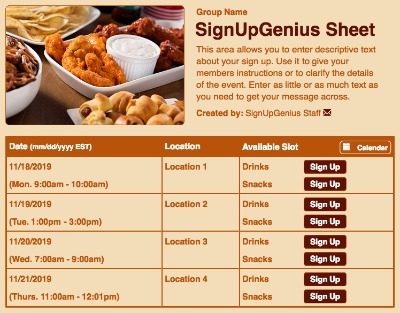 Group Name
SignUpGenius Sheet
This area allows you to enter descriptive text
about your sign up. Use it to give your
members instructions or to clarify the details
of the event. Enter as little or as much text as
you need to get your message across.
Created by: SignUpGenius Staff
Date (mm/dd/yyyy EST) Location Available Slot Calendar
11/18/2019 Location 1 Drinks Sign Up
(Mon. 9:00am - 10:00am) Snacks Sign Up
11/19/2019 Location 2 Drinks Sign Up
(Tue. 1:00pm - 3:00pm) Snacks Sign Up
11/20/2019 Location 3 Drinks Sign Up
(Wed. 7:00am - 9:00am) Snacks Sign Up
11/21/2019 Location 4 Drinks Sign Up
(Thurs. 11:00am - 12:01pm) Snacks Sign Up